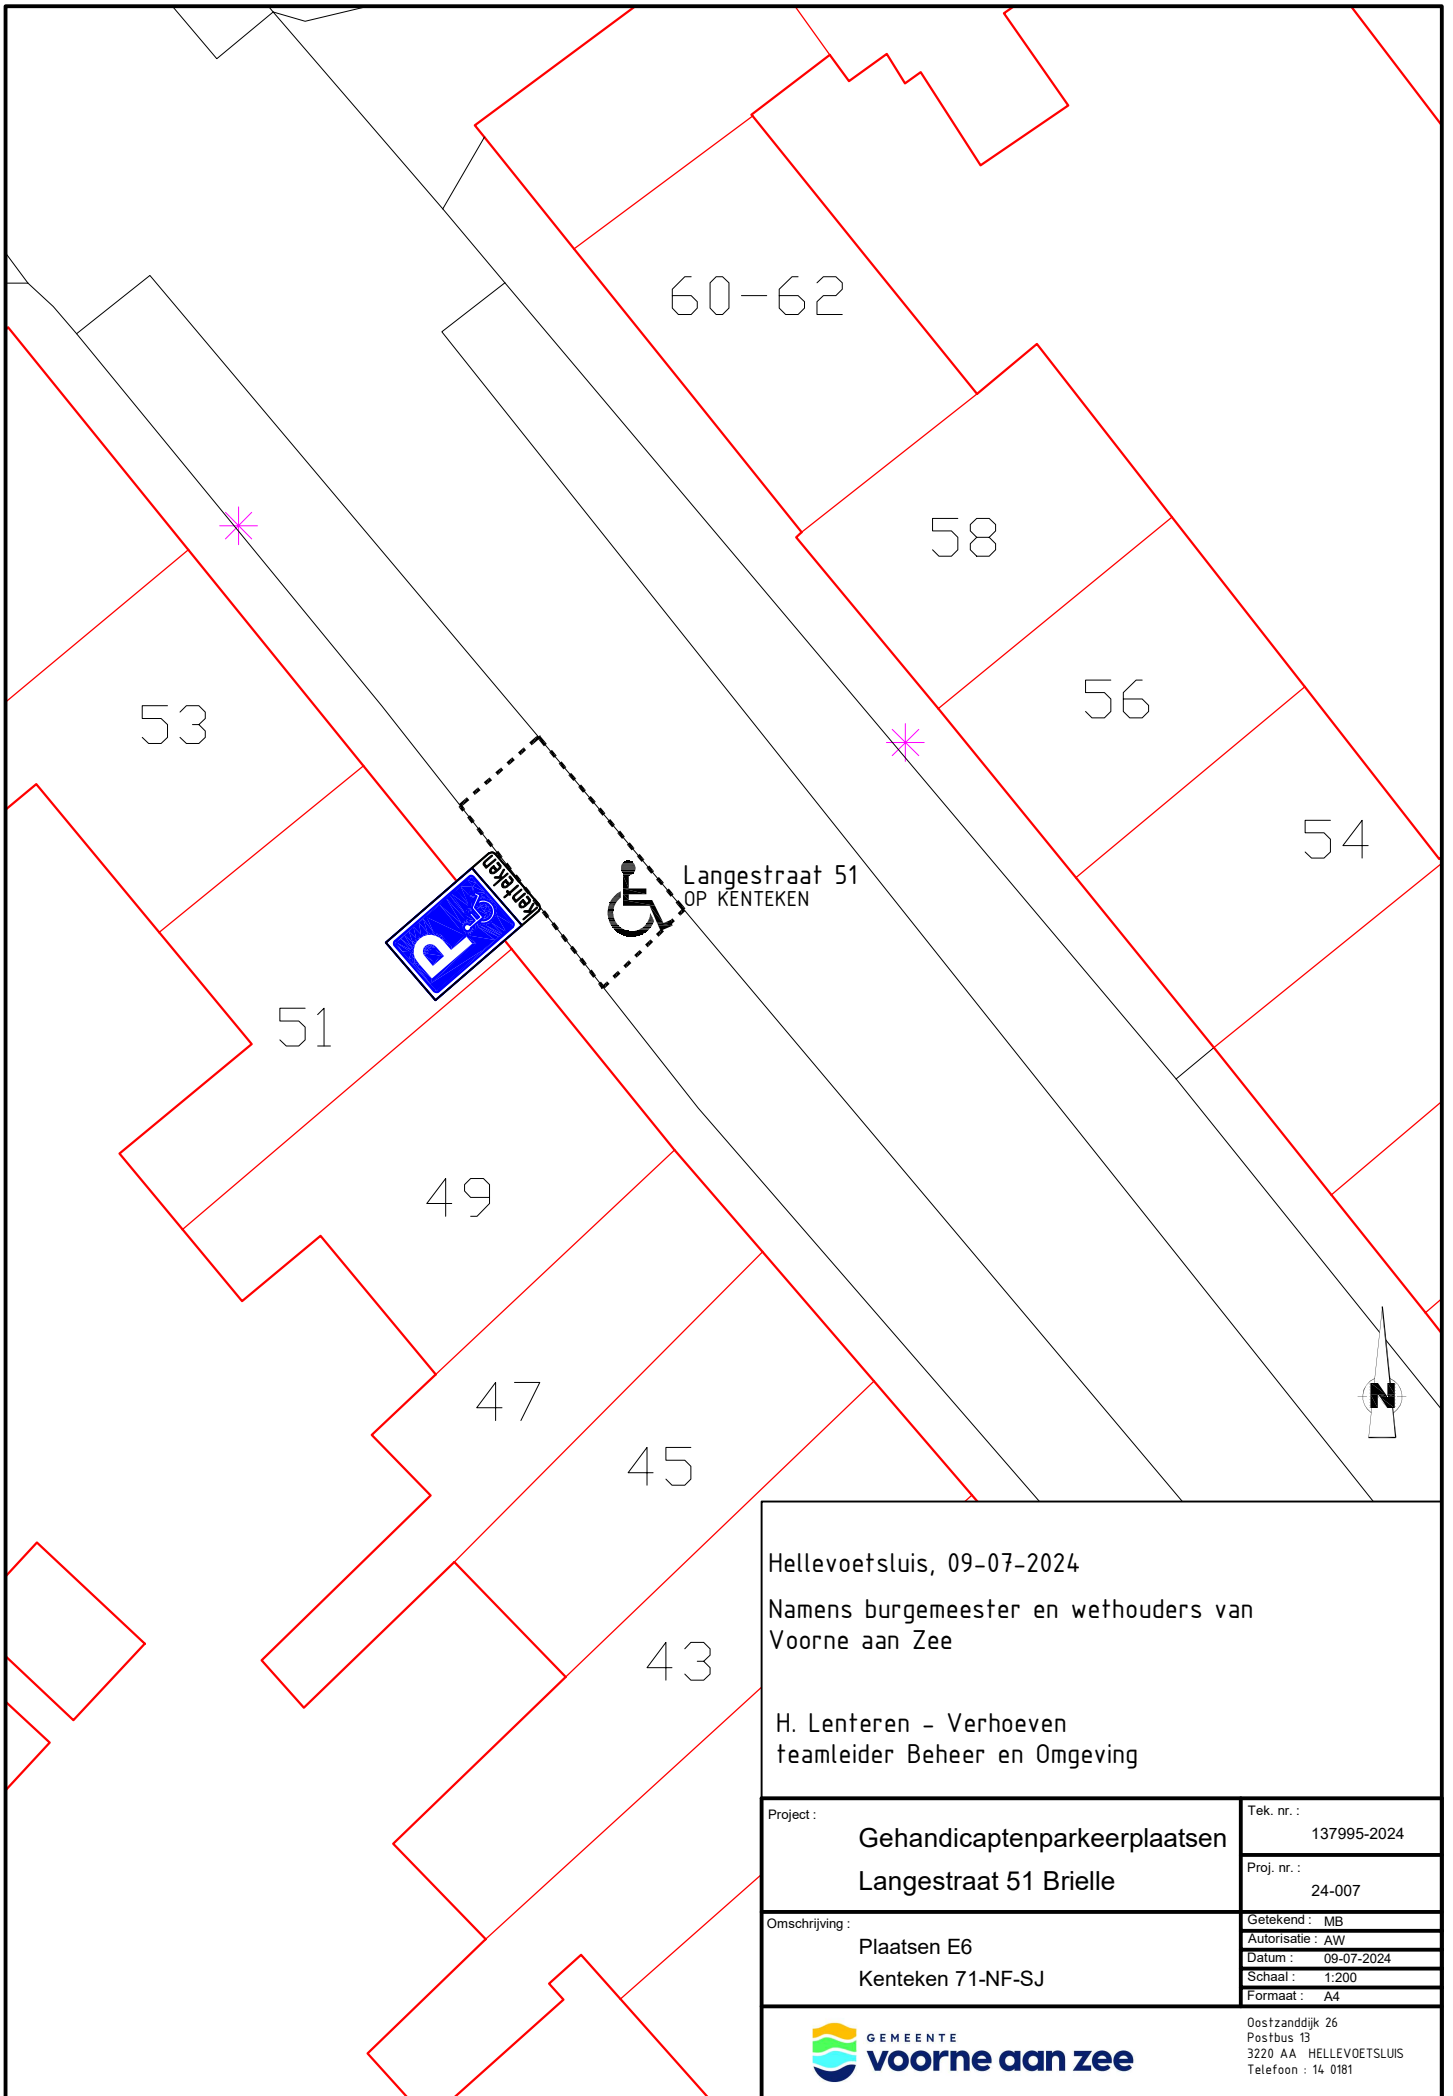 60-62
58
56
54
53
51
49
47
45
43
kenteken
P
Langestraat 51
OP KENTEKEN
N
Hellevoetsluis, 09-07-2024
Namens burgemeester en wethouders van
Voorne aan Zee
H. Lenteren - Verhoeven
teamleider Beheer en Omgeving
Project :
Gehandicaptenparkeerplaatsen
Langestraat 51 Brielle
Tek. nr. :
137995-2024
Proj. nr. :
24-007
Omschrijving :
Plaatsen E6
Kenteken 71-NF-SJ
Getekend : MB
Autorisatie : AW
Datum : 09-07-2024
Schaal : 1:200
Formaat : A4
GEMEENTE
voorne aan zee
Oostzanddijk 26
Postbus 13
3220 AA HELLEVOETSLUIS
Telefoon : 14 0181